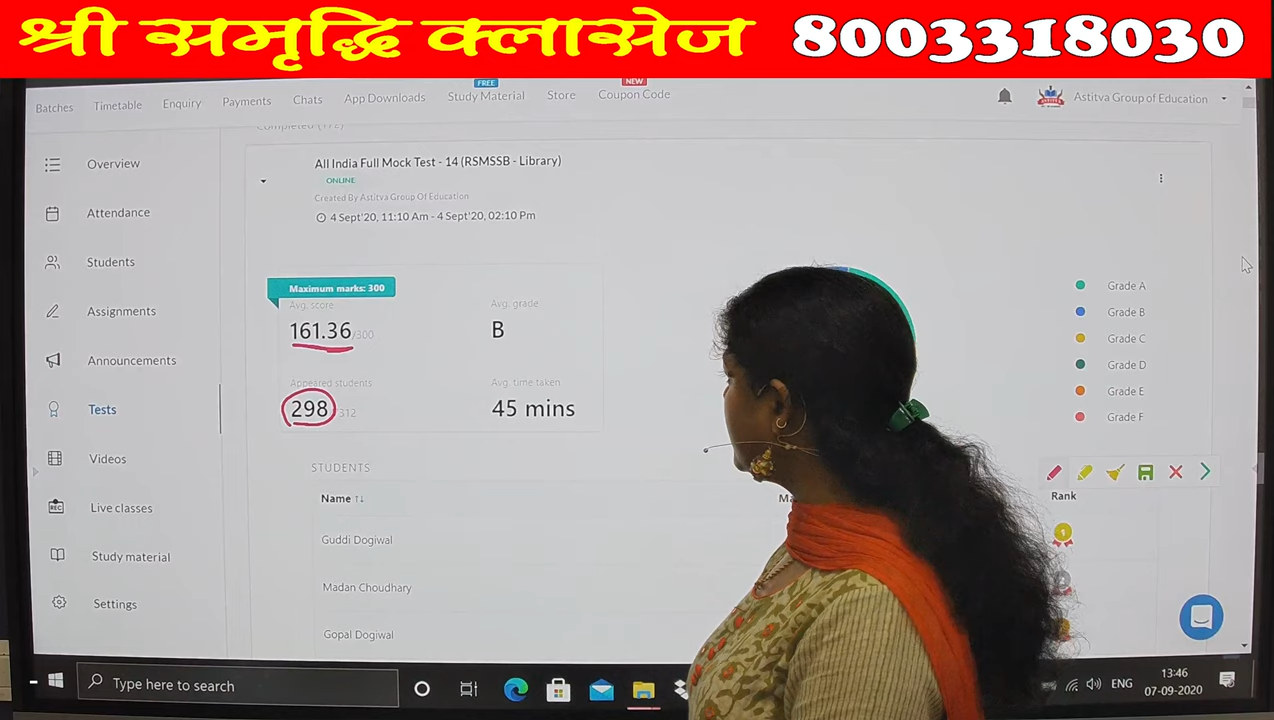 श्री समृद्धि क्लासेज 8003318030
FREE NEW
Batches Timetable Enquiry Payments Chats App Downloads Study Material Store Coupon Code Astitva Group of Education
Completed (172)
Overview
Attendance
Students
Assignments
Announcements
Tests
Videos
Live classes
Study material
Settings
All India Full Mock Test - 14 (RSMSSB - Library)
ONLINE
Created By Astitva Group Of Education
4 Sept'20, 11:10 Am - 4 Sept'20, 02:10 Pm
Maximum marks: 300
Avg. score Avg. grade
161.36/300 B
Appeared students Avg. time taken
298/312 45 mins
Grade A
Grade B
Grade C
Grade D
Grade E
Grade F
STUDENTS
Name Rank
Guddi Dogiwal 1
Madan Choudhary
Gopal Dogiwal
Type here to search
ENG
13:46
07-09-2020